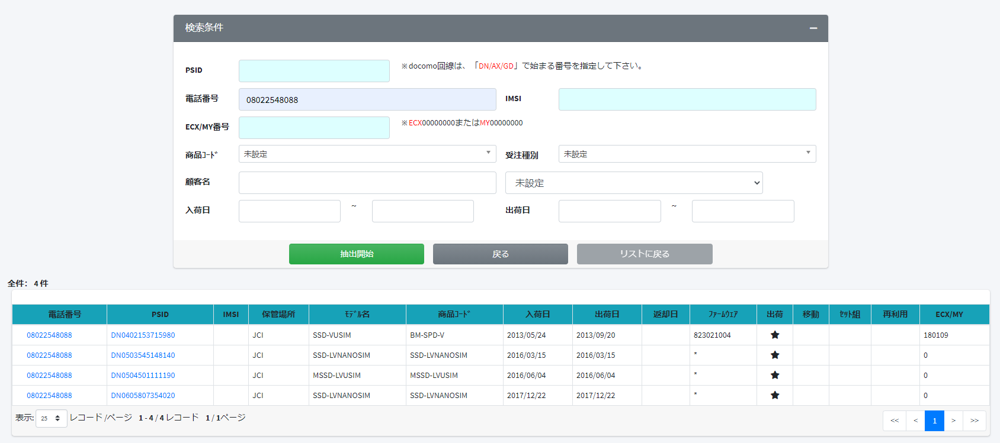 検索条件
PSID ※docomo回線は、「DN/AX/GD」で始まる番号を指定して下さい。
電話番号 08022548088 IMSI
ECX/MY番号 ※ECX00000000またはMY00000000
商品ｺｰﾄﾞ 未設定 受注種別 未設定
顧客名 未設定
入荷日 ~ 出荷日 ~
抽出開始 戻る リストに戻る
全件: 4 件
電話番号 PSID IMSI 保管場所 ﾓﾃﾞﾙ名 商品ｺｰﾄﾞ 入荷日 出荷日 返却日 ﾌｧｰﾑｳｪｱ 出荷 移動 ｾｯﾄ組 再利用 ECX/MY
08022548088 DN0402153715980 JCI SSD-VUSIM BM-SPD-V 2013/05/24 2013/09/20 823021004 ★ 180109
08022548088 DN0503545148140 JCI SSD-LVNANOSIM SSD-LVNANOSIM 2016/03/15 2016/03/15 * ★ 0
08022548088 DN0504501111190 JCI MSSD-LVUSIM MSSD-LVUSIM 2016/06/04 2016/06/04 * ★ 0
08022548088 DN0605807354020 JCI SSD-LVNANOSIM SSD-LVNANOSIM 2017/12/22 2017/12/22 * ★ 0
表示: 25 レコード /ページ 1 - 4 / 4 レコード 1 / 1ページ << < 1 > >>